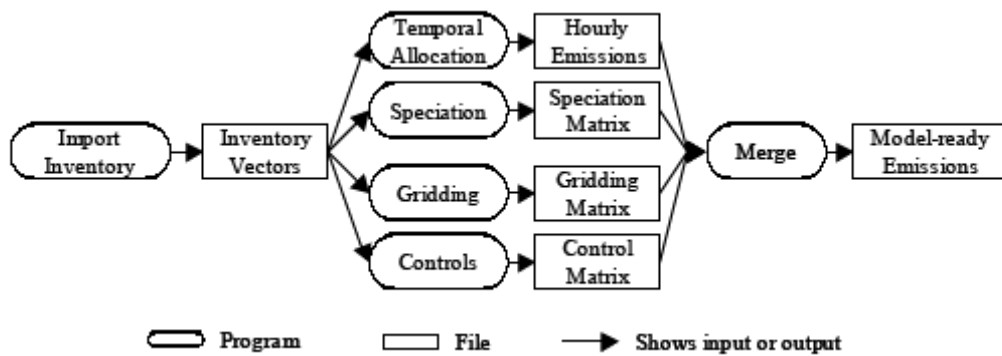 Import
Inventory
Inventory
Vectors
Temporal
Allocation
Hourly
Emissions
Speciation
Speciation
Matrix
Gridding
Gridding
Matrix
Controls
Control
Matrix
Merge
Model-ready
Emissions
Program
File
Shows input or output